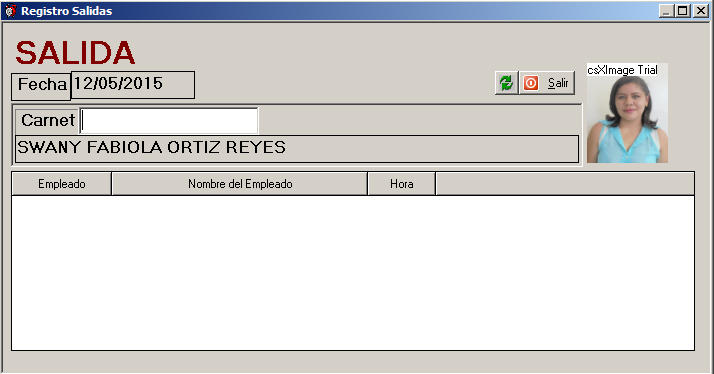 Registro Salidas
SALIDA
Fecha 12/05/2015
Salir
csXImage Trial
Carnet
SWANY FABIOLA ORTIZ REYES
Empleado Nombre del Empleado Hora